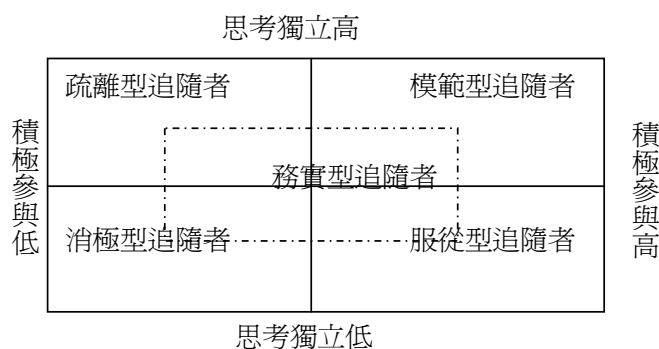 思考獨立高
疏離型追隨者
模範型追隨者
積極參與低
積極參與高
務實型追隨者
消極型追隨者
服從型追隨者
思考獨立低